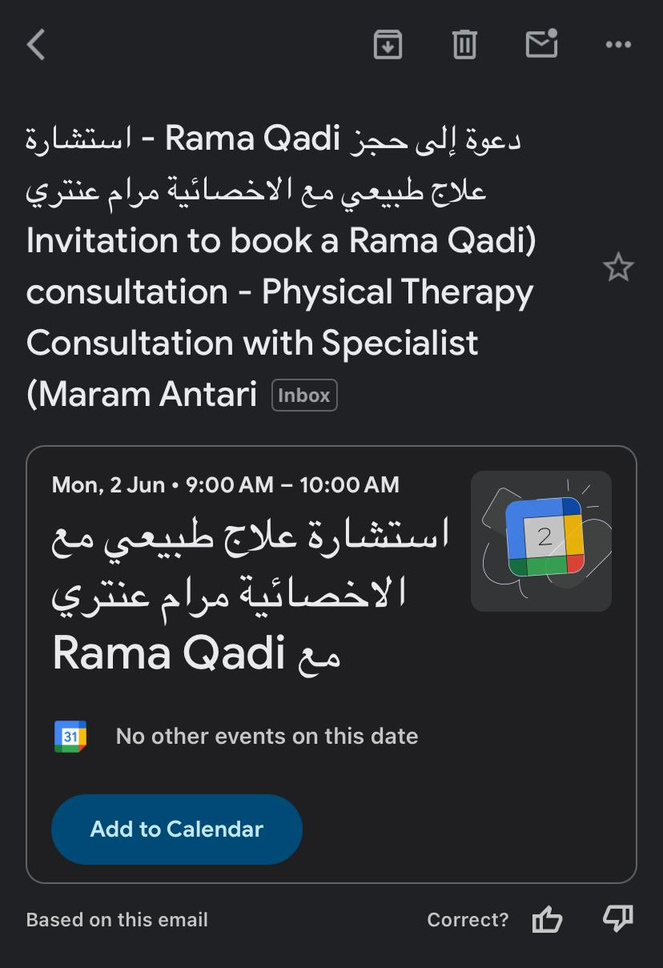 دعوة إلى حجز Rama Qadi - استشارة
علاج طبيعي مع الاخصائية مرام عنتري
Invitation to book a Rama Qadi)
consultation - Physical Therapy
Consultation with Specialist
(Maram Antari Inbox
Mon, 2 Jun • 9:00 AM – 10:00 AM
2
استشارة علاج طبيعي مع
الاخصائية مرام عنتري
مع Rama Qadi
31 No other events on this date
Add to Calendar
Based on this email Correct?